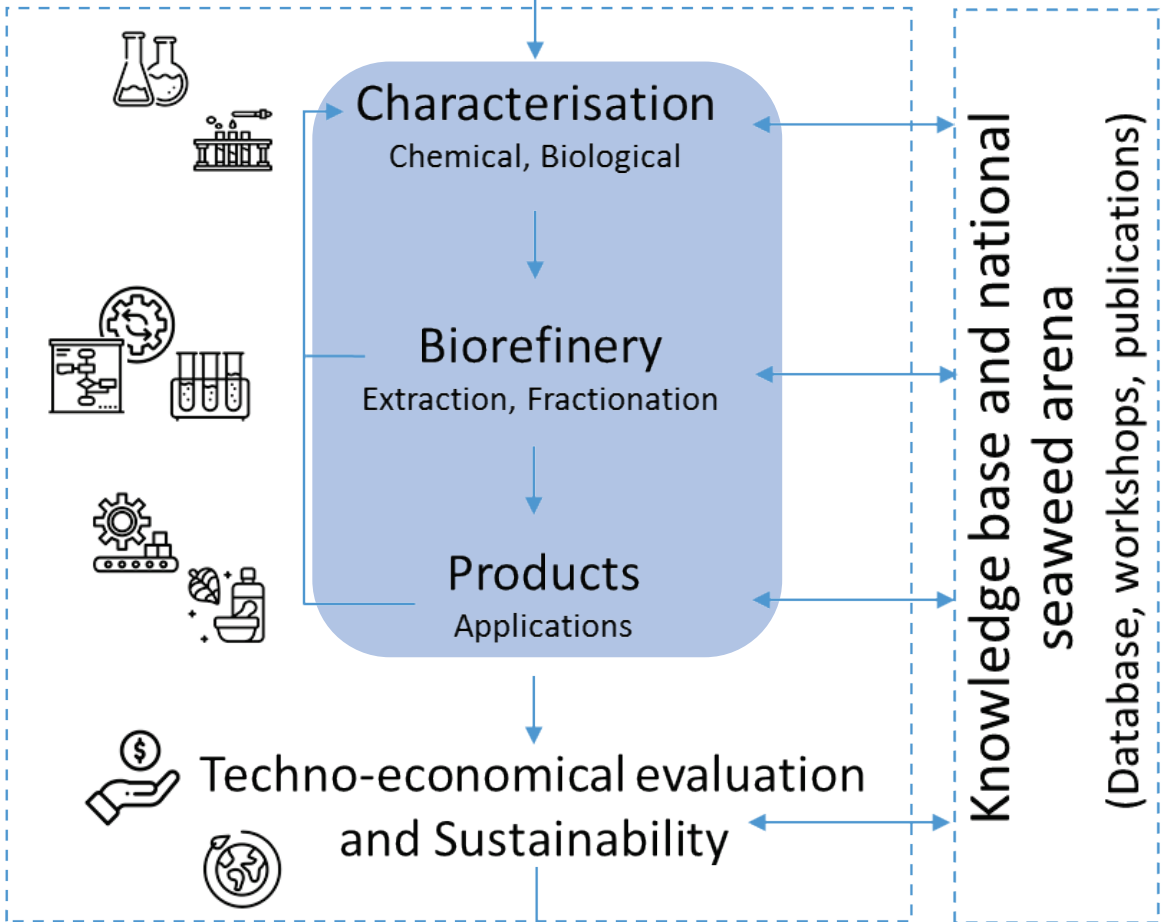 Characterisation
Chemical, Biological
Biorefinery
Extraction, Fractionation
Products
Applications
$
Techno-economical evaluation
and Sustainability
Knowledge base and national
seaweed arena
(Database, workshops, publications)